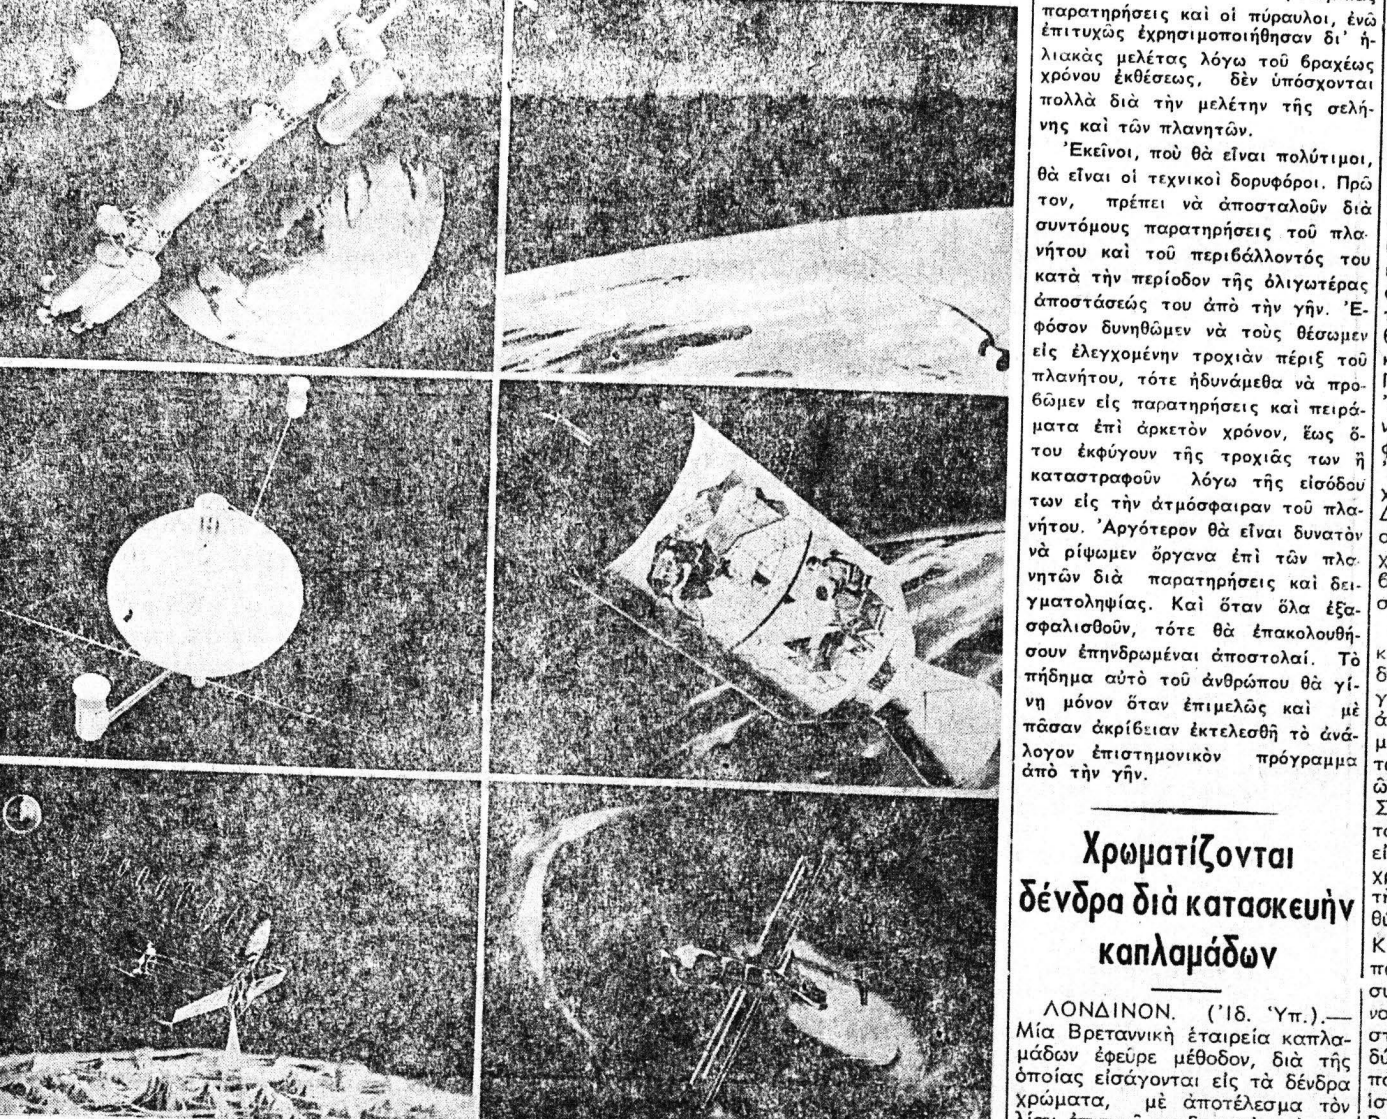 παρατηρήσεις καὶ οἱ πύραυλοι, ἐνῶ
ἐπιτυχῶς ἐχρησιμοποιήθησαν δι' ἡ-
λιακὰς μελέτας λόγω τοῦ βραχέως
χρόνου ἐκθέσεως, δὲν ὑπόσχονται
πολλὰ διὰ τὴν μελέτην τῆς σελή-
νης καὶ τῶν πλανητῶν.
Ἐκεῖνοι, ποὺ θὰ εἶναι πολύτιμοι,
θὰ εἶναι οἱ τεχνικοὶ δορυφόροι. Πρῶ
τον, πρέπει νὰ ἀποσταλοῦν διὰ
συντόμους παρατηρήσεις τοῦ πλα-
νήτου καὶ τοῦ περιβάλλοντός του
κατὰ τὴν περίοδον τῆς ὀλιγωτέρας
ἀποστάσεώς του ἀπὸ τὴν γῆν. Ἐ-
φόσον δυνηθῶμεν νὰ τοὺς θέσωμεν
εἰς ἐλεγχομένην τροχιὰν πέριξ τοῦ
πλανήτου, τότε ἠδυνάμεθα νὰ προ-
βῶμεν εἰς παρατηρήσεις καὶ πειρά-
ματα ἐπὶ ἀρκετὸν χρόνον, ἕως ὅ-
του ἐκφύγουν τῆς τροχιᾶς των ἢ
καταστραφοῦν λόγω τῆς εἰσόδου
των εἰς τὴν ἀτμόσφαιραν τοῦ πλα-
νήτου. Ἀργότερον θὰ εἶναι δυνατὸν
νὰ ρίψωμεν ὄργανα ἐπὶ τῶν πλα-
νητῶν διὰ παρατηρήσεις καὶ δει-
γματοληψίας. Καὶ ὅταν ὅλα ἐξα-
σφαλισθοῦν, τότε θὰ ἐπακολουθή-
σουν ἐπηνδρωμέναι ἀποστολαί. Τὸ
πήδημα αὐτὸ τοῦ ἀνθρώπου θὰ γί-
νῃ μόνον ὅταν ἐπιμελῶς καὶ μὲ
πᾶσαν ἀκρίβειαν ἐκτελεσθῆ τὸ ἀνά-
λογον ἐπιστημονικὸν πρόγραμμα
ἀπὸ τὴν γῆν.
Χρωματίζονται
δένδρα διὰ κατασκευὴν
καπλαμάδων
ΛΟΝΔΙΝΟΝ. (Ἰδ. Ὑπ.).—
Μία Βρεταννικὴ ἑταιρεία καπλα-
μάδων ἐφεῦρε μέθοδον, διὰ τῆς
ὁποίας εἰσάγονται εἰς τὰ δένδρα
χρώματα, μὲ ἀποτέλεσμα τὸν